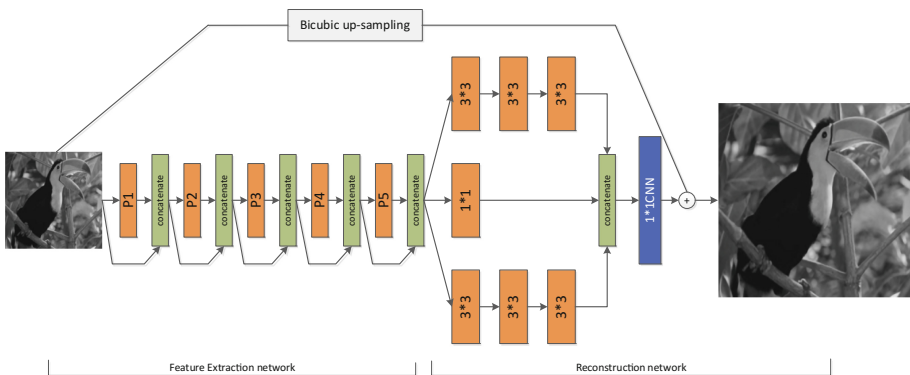 Bicubic up-sampling
P1
concatenate
P2
concatenate
P3
concatenate
P4
concatenate
P5
concatenate
3*3
3*3
3*3
1*1
3*3
3*3
3*3
concatenate
1*1CNN
+
Feature Extraction network
Reconstruction network